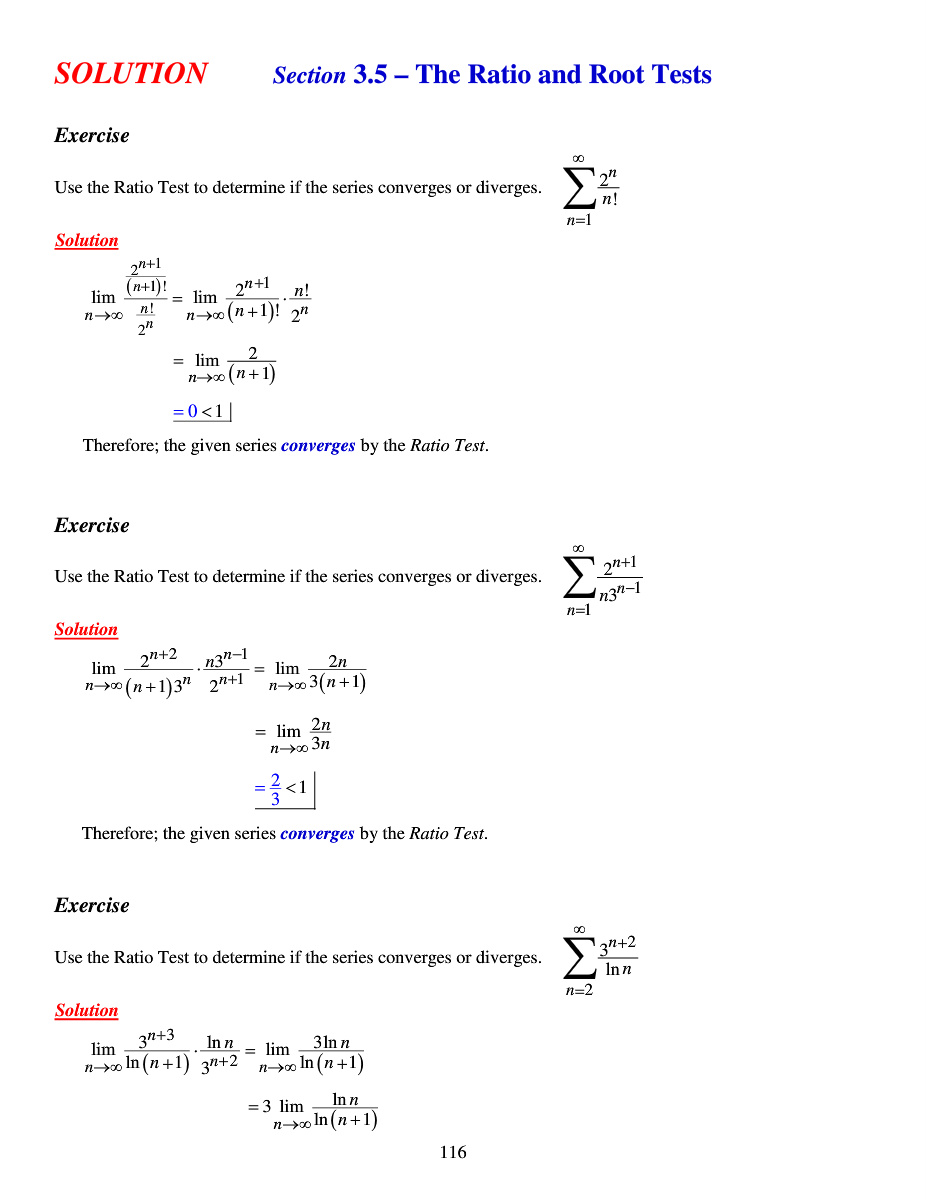 SOLUTION Section 3.5 – The Ratio and Root Tests
Exercise
Use the Ratio Test to determine if the series converges or diverges. $\sum_{n=1}^{\infty} \frac{2^n}{n!}$
Solution
$\lim_{n\to\infty} \frac{\frac{2^{n+1}}{(n+1)!}}{\frac{n!}{2^n}} = \lim_{n\to\infty} \frac{2^{n+1}}{(n+1)!} \cdot \frac{n!}{2^n}$
$= \lim_{n\to\infty} \frac{2}{(n+1)}$
$= 0 < 1$
Therefore; the given series converges by the Ratio Test.
Exercise
Use the Ratio Test to determine if the series converges or diverges. $\sum_{n=1}^{\infty} \frac{2^{n+1}}{n3^{n-1}}$
Solution
$\lim_{n\to\infty} \frac{2^{n+2}}{(n+1)3^n} \cdot \frac{n3^{n-1}}{2^{n+1}} = \lim_{n\to\infty} \frac{2n}{3(n+1)}$
$= \lim_{n\to\infty} \frac{2n}{3n}$
$= \frac{2}{3} < 1$
Therefore; the given series converges by the Ratio Test.
Exercise
Use the Ratio Test to determine if the series converges or diverges. $\sum_{n=2}^{\infty} \frac{3^{n+2}}{\ln n}$
Solution
$\lim_{n\to\infty} \frac{3^{n+3}}{\ln(n+1)} \cdot \frac{\ln n}{3^{n+2}} = \lim_{n\to\infty} \frac{3\ln n}{\ln(n+1)}$
$= 3 \lim_{n\to\infty} \frac{\ln n}{\ln(n+1)}$
116